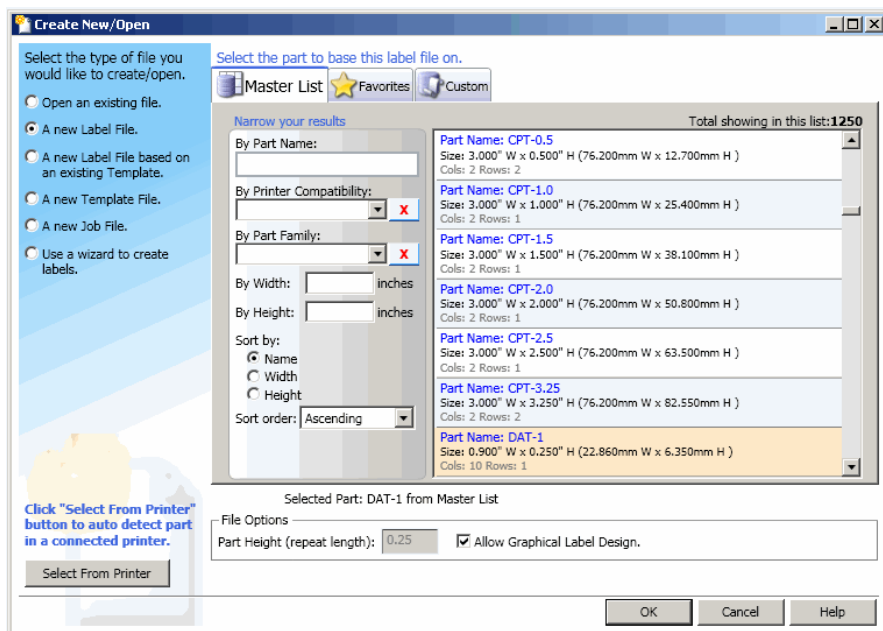 Create New/Open
Select the type of file you
would like to create/open.
Open an existing file.
A new Label File.
A new Label File based on
an existing Template.
A new Template File.
A new Job File.
Use a wizard to create
labels.
Click "Select From Printer"
button to auto detect part
in a connected printer.
Select From Printer
Select the part to base this label file on.
Master List
Favorites
Custom
Narrow your results
By Part Name:
By Printer Compatibility:
X
By Part Family:
X
By Width:
inches
By Height:
inches
Sort by:
Name
Width
Height
Sort order:
Ascending
Total showing in this list:1250
Part Name: CPT-0.5
Size: 3.000" W x 0.500" H (76.200mm W x 12.700mm H )
Cols: 2 Rows: 2
Part Name: CPT-1.0
Size: 3.000" W x 1.000" H (76.200mm W x 25.400mm H )
Cols: 2 Rows: 1
Part Name: CPT-1.5
Size: 3.000" W x 1.500" H (76.200mm W x 38.100mm H )
Cols: 2 Rows: 1
Part Name: CPT-2.0
Size: 3.000" W x 2.000" H (76.200mm W x 50.800mm H )
Cols: 2 Rows: 1
Part Name: CPT-2.5
Size: 3.000" W x 2.500" H (76.200mm W x 63.500mm H )
Cols: 2 Rows: 1
Part Name: CPT-3.25
Size: 3.000" W x 3.250" H (76.200mm W x 82.550mm H )
Cols: 2 Rows: 2
Part Name: DAT-1
Size: 0.900" W x 0.250" H (22.860mm W x 6.350mm H )
Cols: 10 Rows: 1
Selected Part: DAT-1 from Master List
File Options
Part Height (repeat length):
0.25
Allow Graphical Label Design.
OK
Cancel
Help